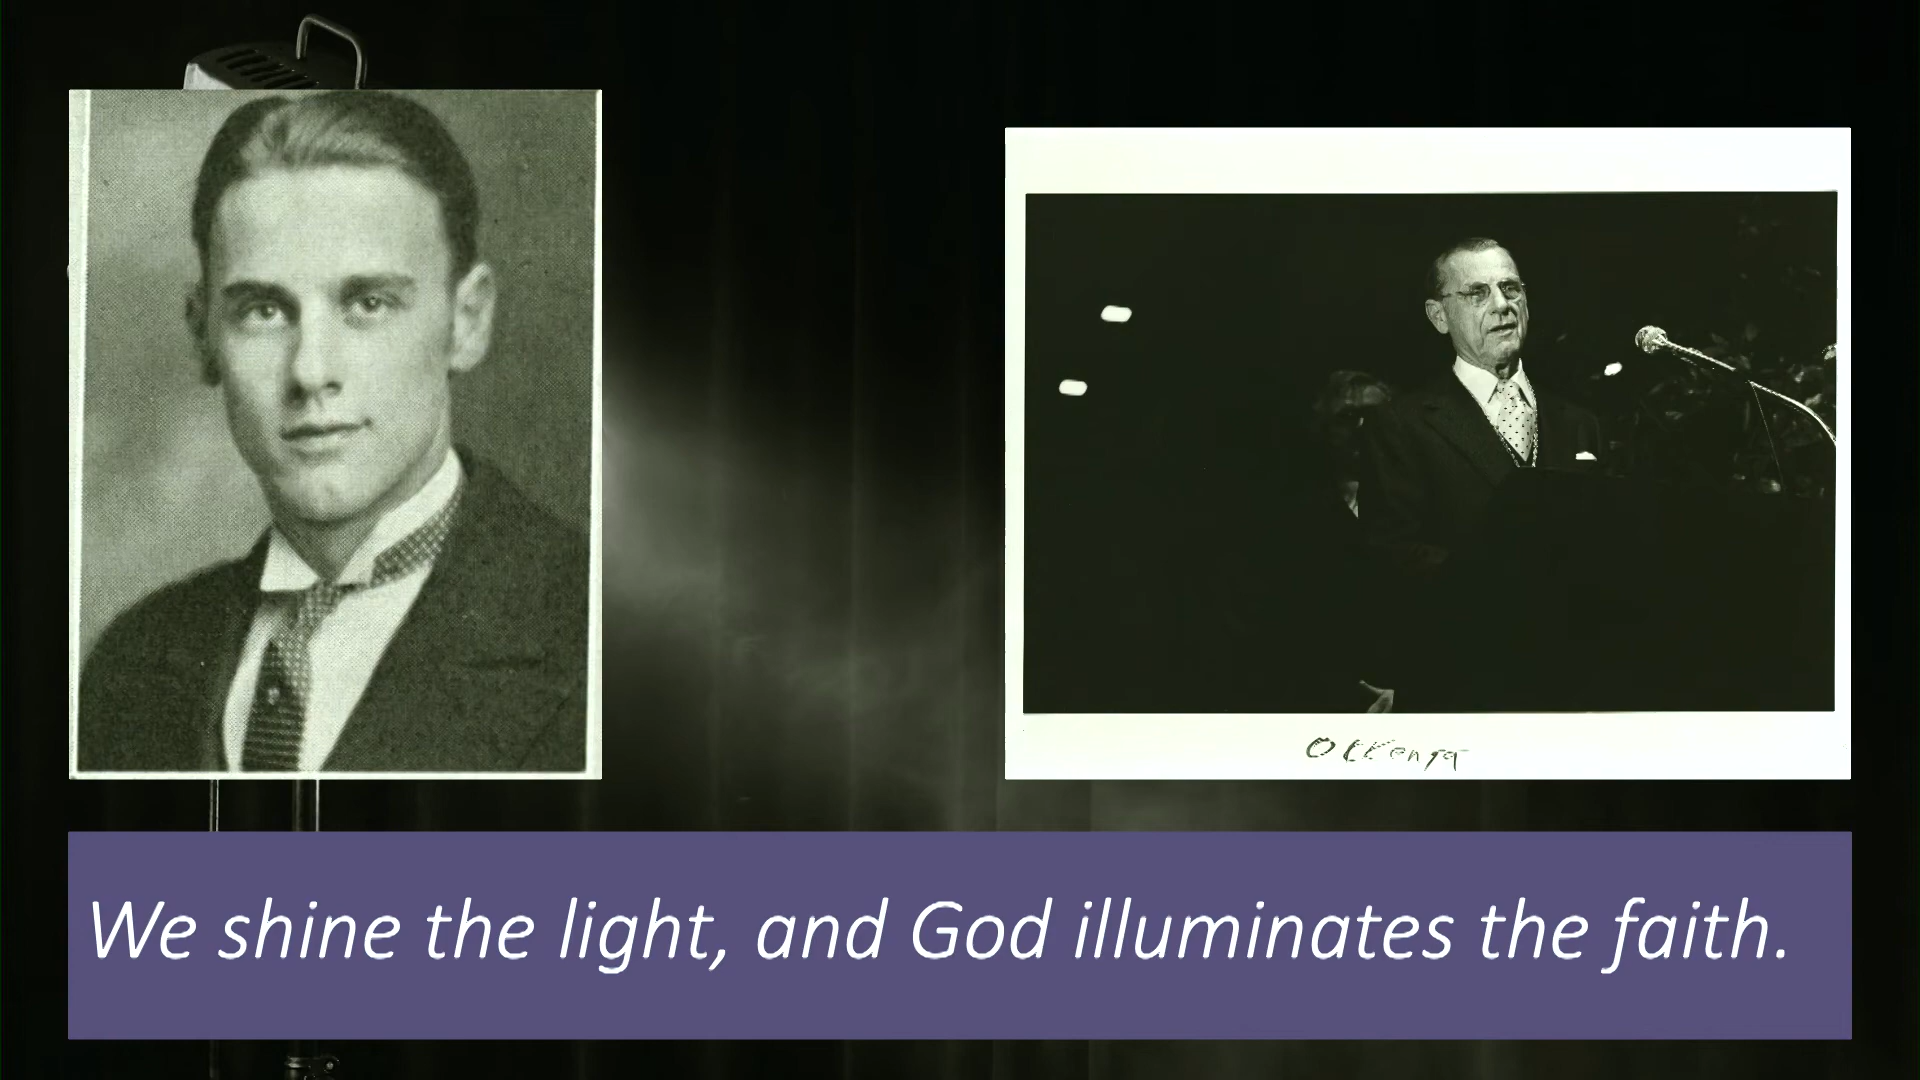 Ockenga
We shine the light, and God illuminates the faith.